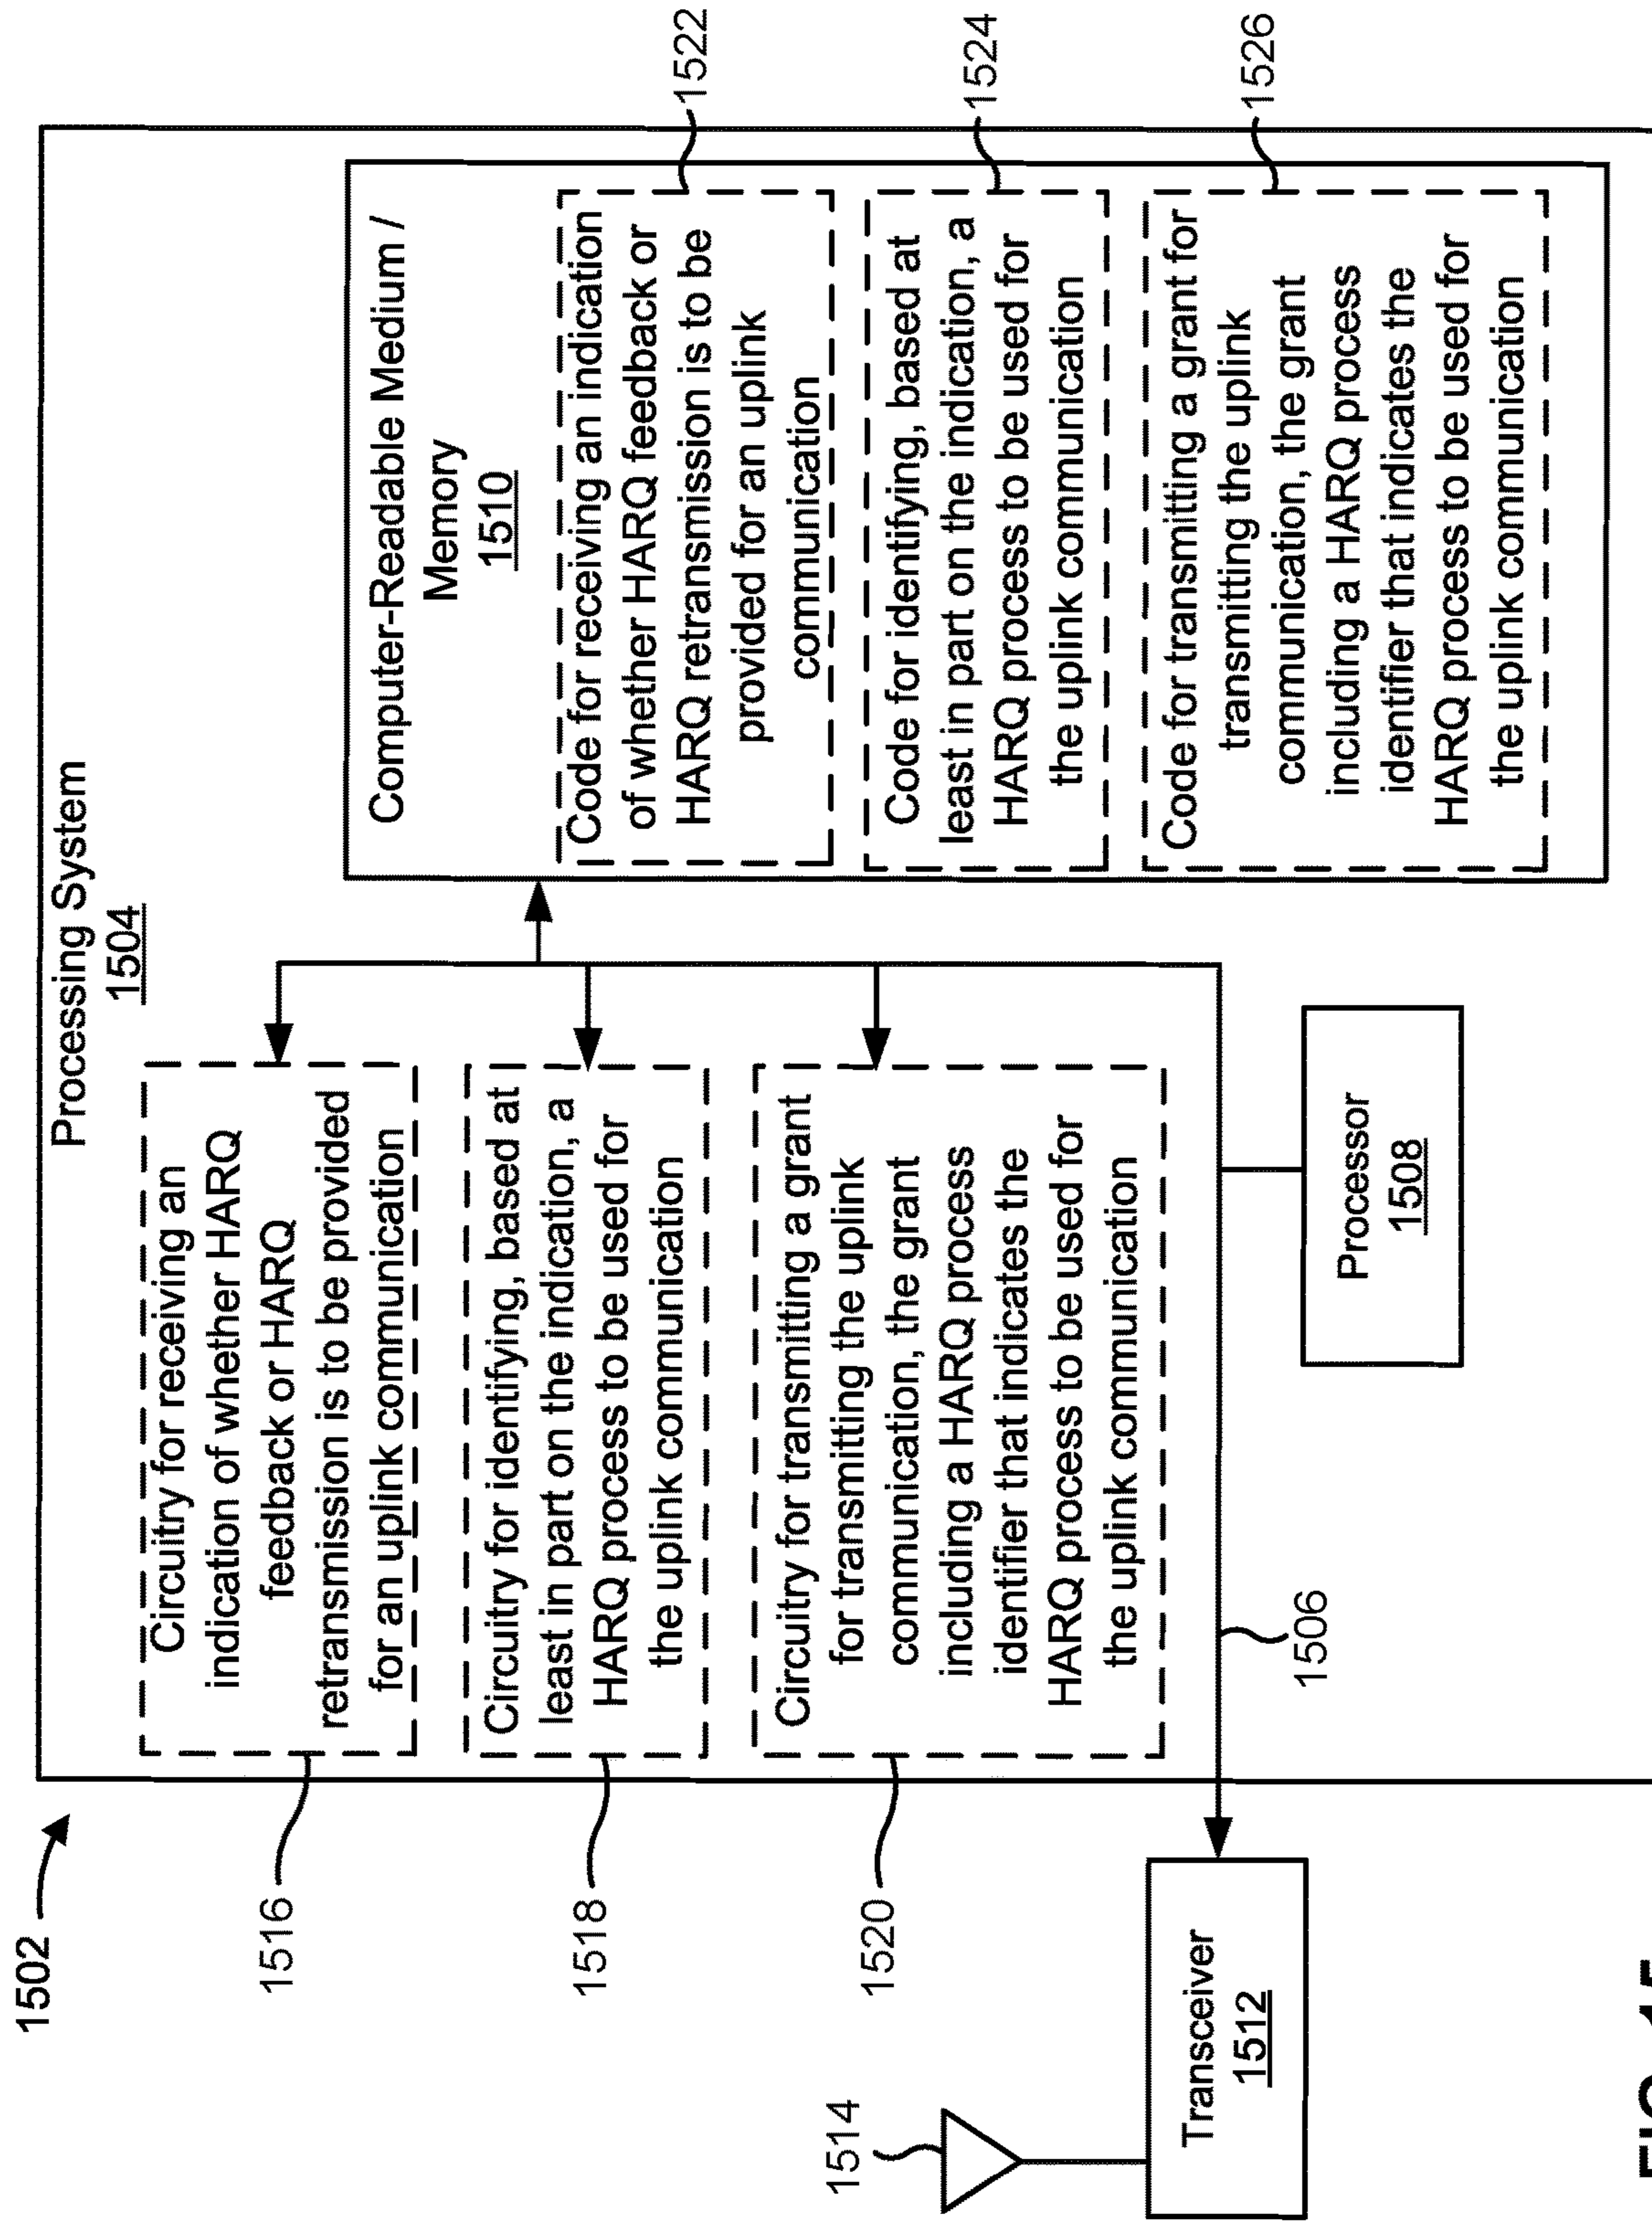 1502
Processing System
1504
1516
Circuitry for receiving an
indication of whether HARQ
feedback or HARQ
retransmission is to be provided
for an uplink communication
1518
Circuitry for identifying, based at
least in part on the indication, a
HARQ process to be used for
the uplink communication
1520
Circuitry for transmitting a grant
for transmitting the uplink
communication, the grant
including a HARQ process
identifier that indicates the
HARQ process to be used for
the uplink communication
Computer-Readable Medium /
Memory
1510
Code for receiving an indication
of whether HARQ feedback or
HARQ retransmission is to be
provided for an uplink
communication
1522
Code for identifying, based at
least in part on the indication, a
HARQ process to be used for
the uplink communication
1524
Code for transmitting a grant for
transmitting the uplink
communication, the grant
including a HARQ process
identifier that indicates the
HARQ process to be used for
the uplink communication
1526
1514
Transceiver
1512
1506
Processor
1508
FIG. 15